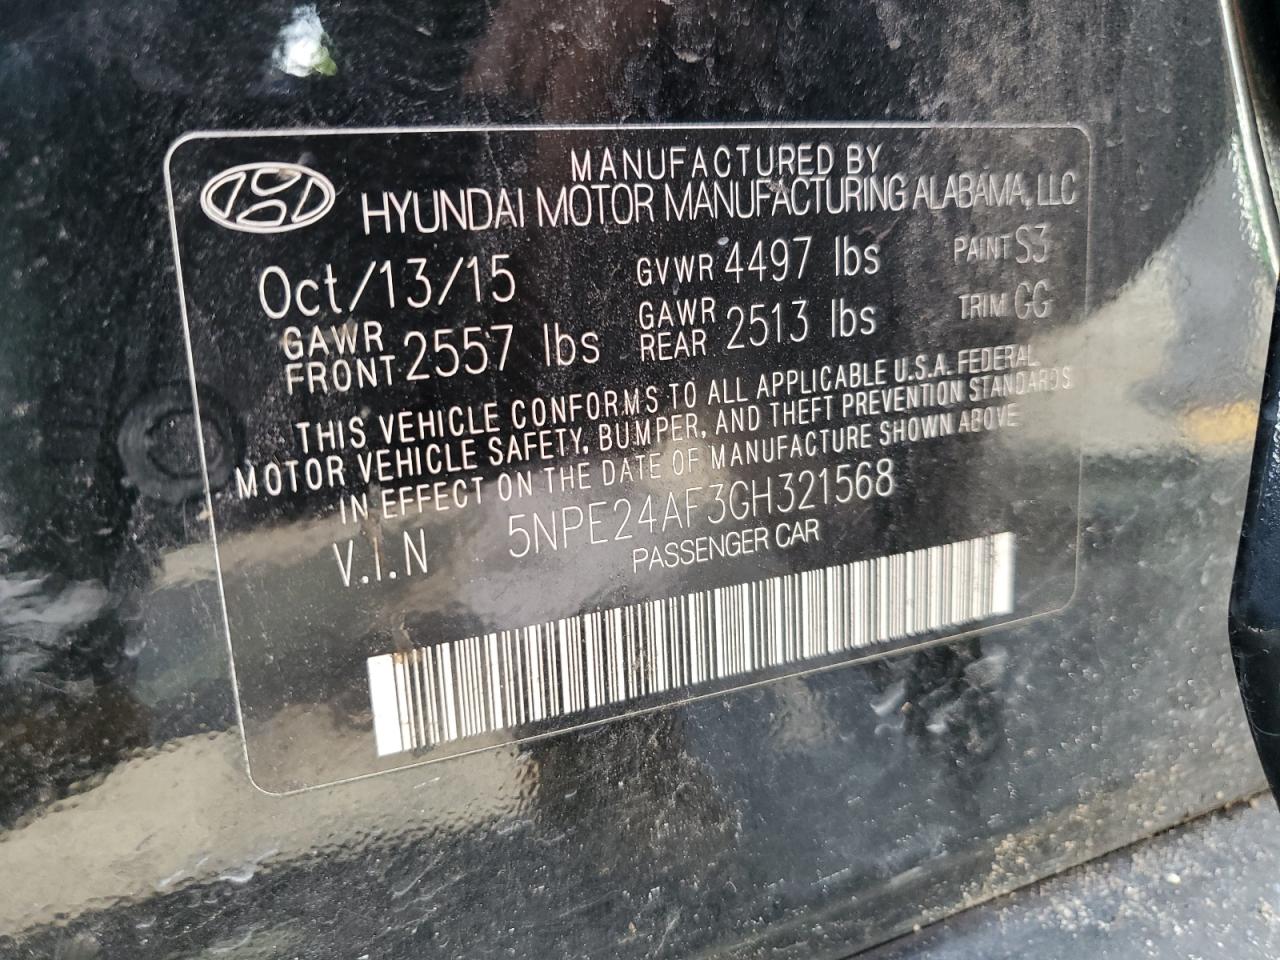 MANUFACTURED BY
HYUNDAI MOTOR MANUFACTURING ALABAMA, LLC
Oct/13/15 GVWR 4497 lbs PAINT S3
GAWR FRONT 2557 lbs GAWR REAR 2513 lbs TRIM GG
THIS VEHICLE CONFORMS TO ALL APPLICABLE U.S.A. FEDERAL
MOTOR VEHICLE SAFETY, BUMPER, AND THEFT PREVENTION STANDARDS
IN EFFECT ON THE DATE OF MANUFACTURE SHOWN ABOVE
V.I.N 5NPE24AF3GH321568
PASSENGER CAR